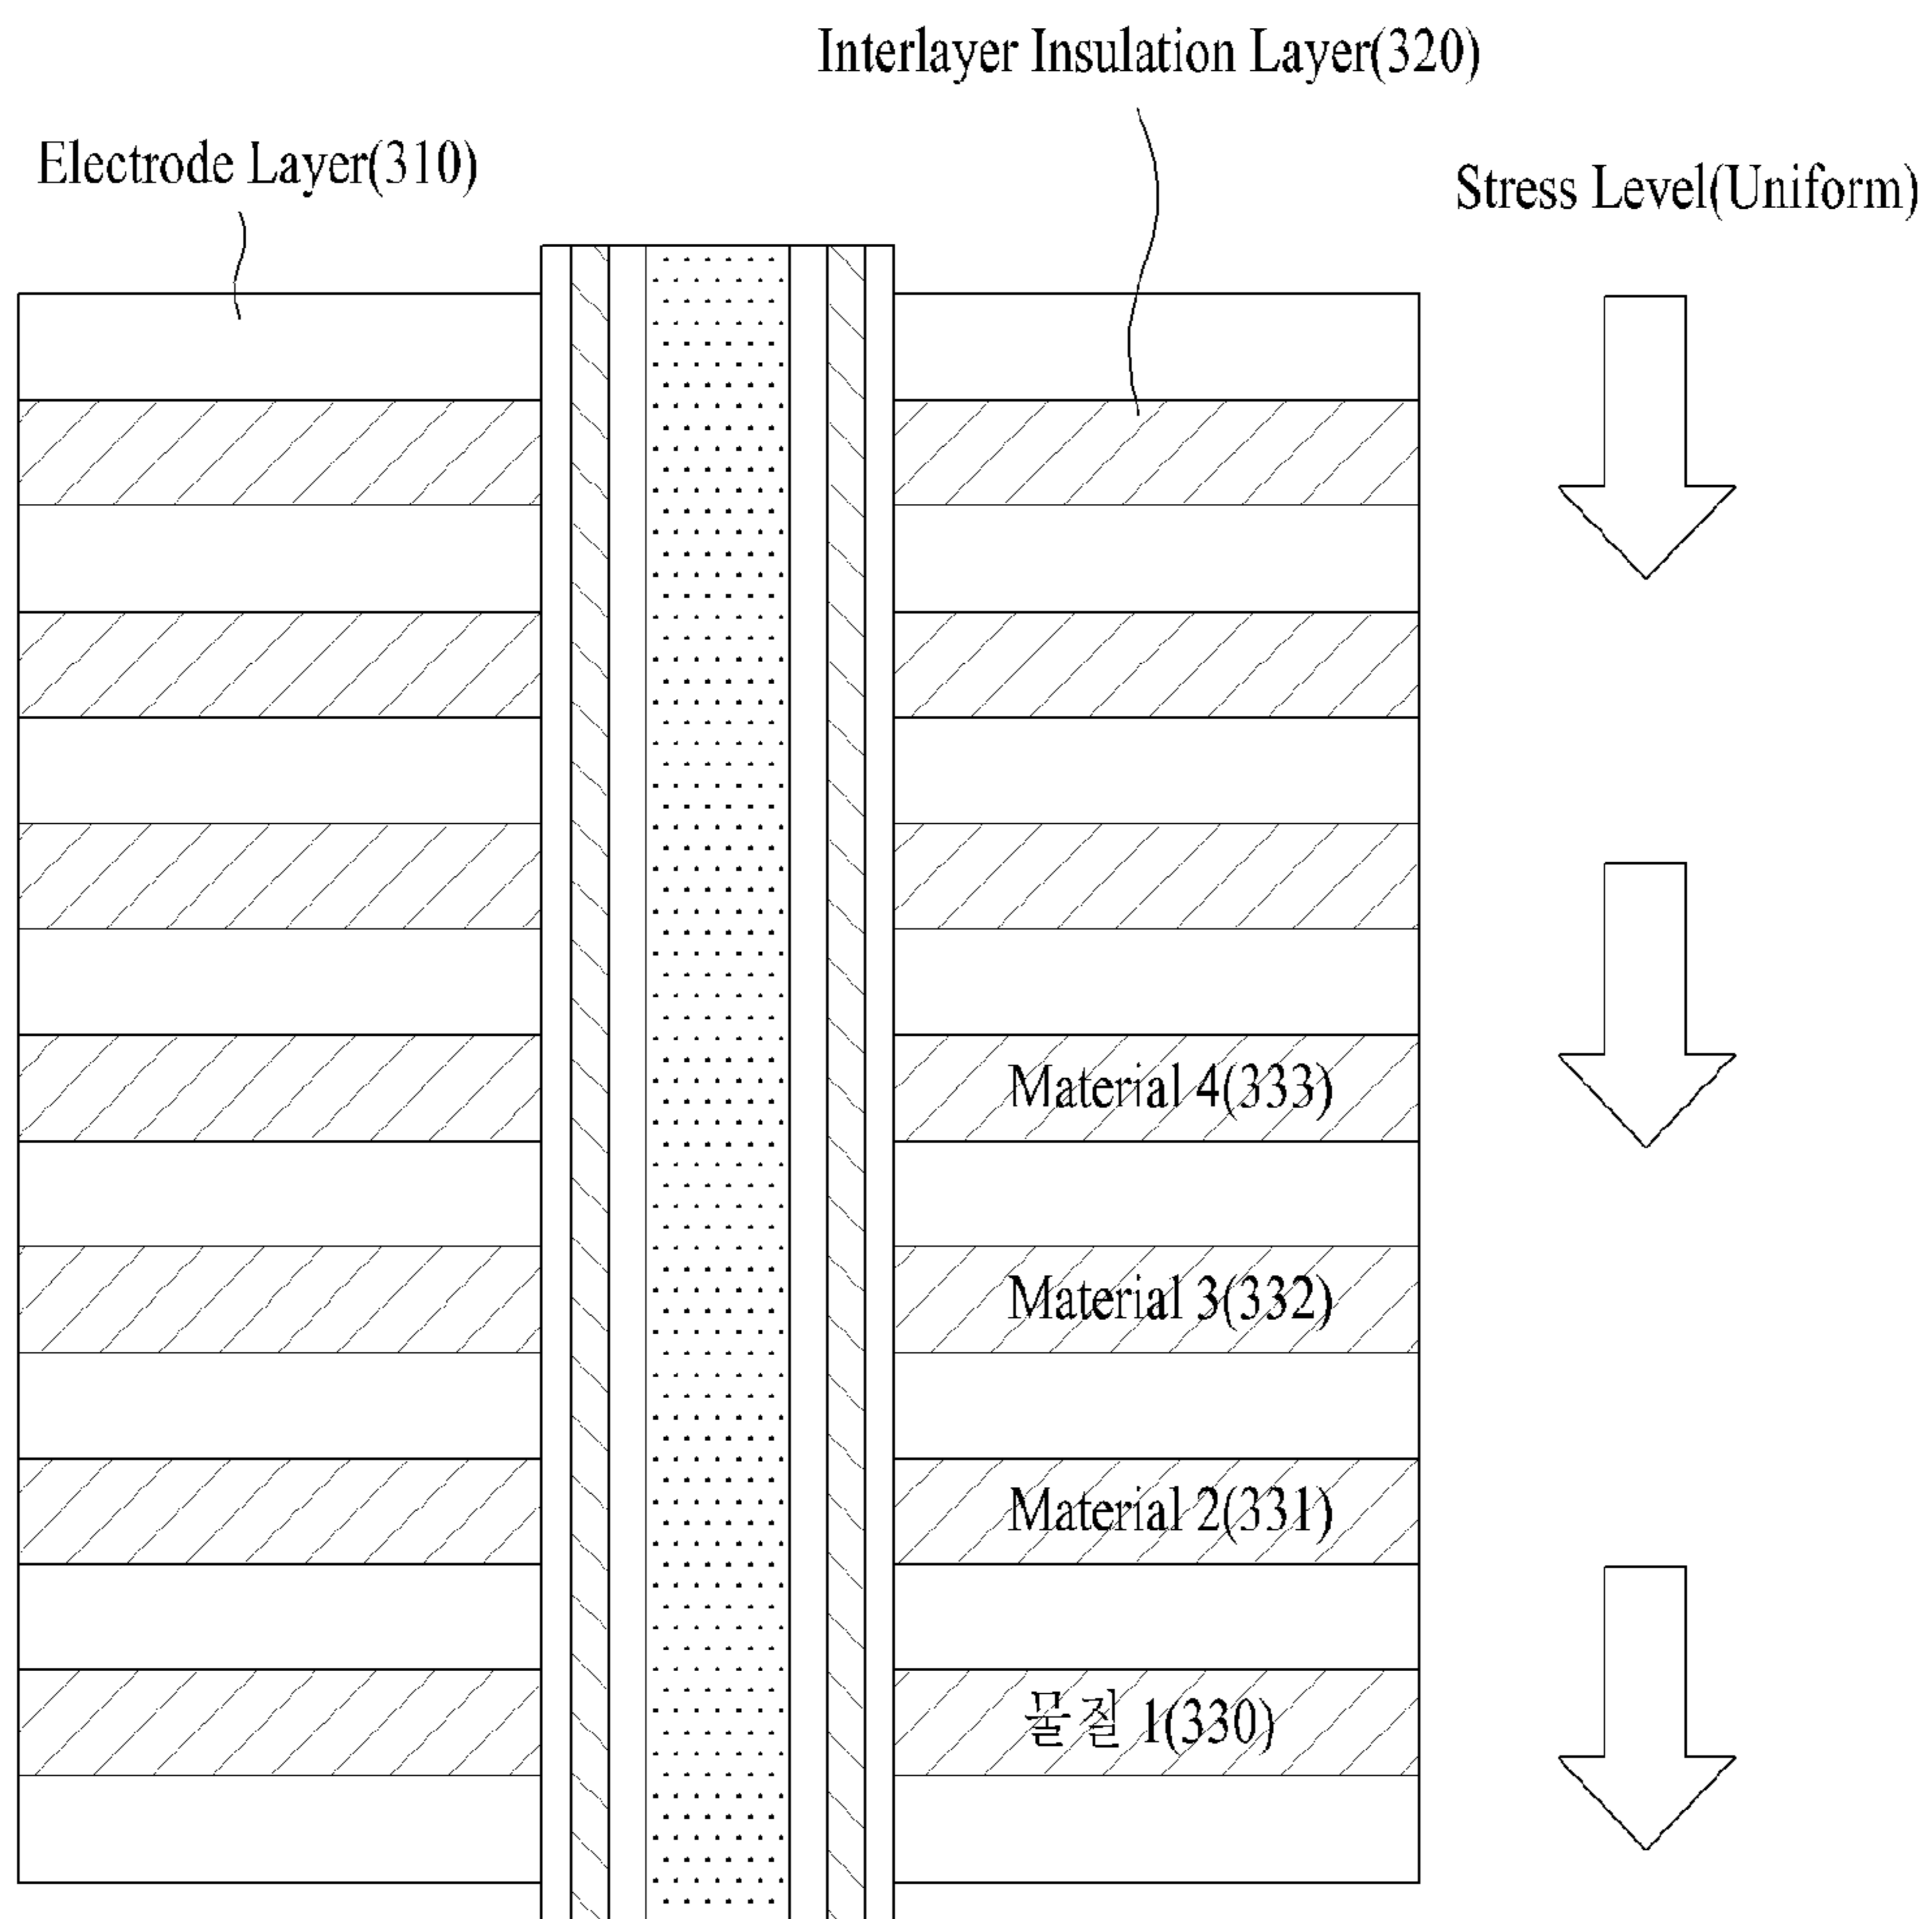 Interlayer Insulation Layer(320)
Electrode Layer(310)
Stress Level(Uniform)
Material 4(333)
Material 3(332)
Material 2(331)
물질 1(330)